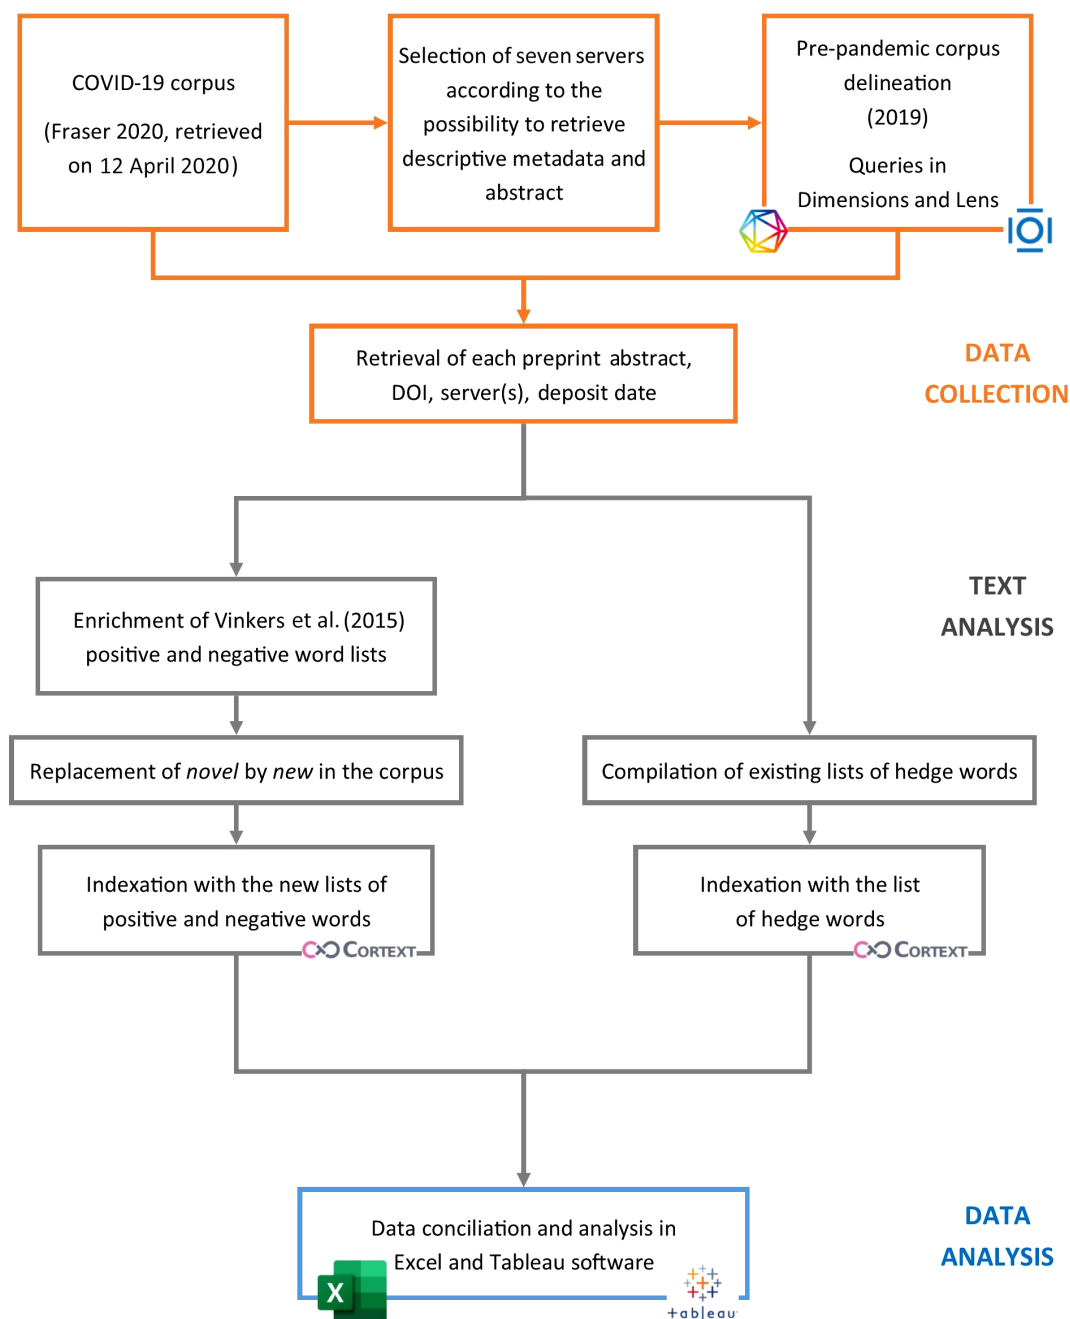 COVID-19 corpus
(Fraser 2020, retrieved
on 12 April 2020)
Selection of seven servers
according to the
possibility to retrieve
descriptive metadata and
abstract
Pre-pandemic corpus
delineation
(2019)
Queries in
Dimensions and Lens
Retrieval of each preprint abstract,
DOI, server(s), deposit date
DATA
COLLECTION
TEXT
ANALYSIS
Enrichment of Vinkers et al. (2015)
positive and negative word lists
Replacement of novel by new in the corpus
Compilation of existing lists of hedge words
Indexation with the new lists of
positive and negative words
CORTEXT
Indexation with the list
of hedge words
CORTEXT
Data conciliation and analysis in
Excel and Tableau software
X
+ableau
DATA
ANALYSIS